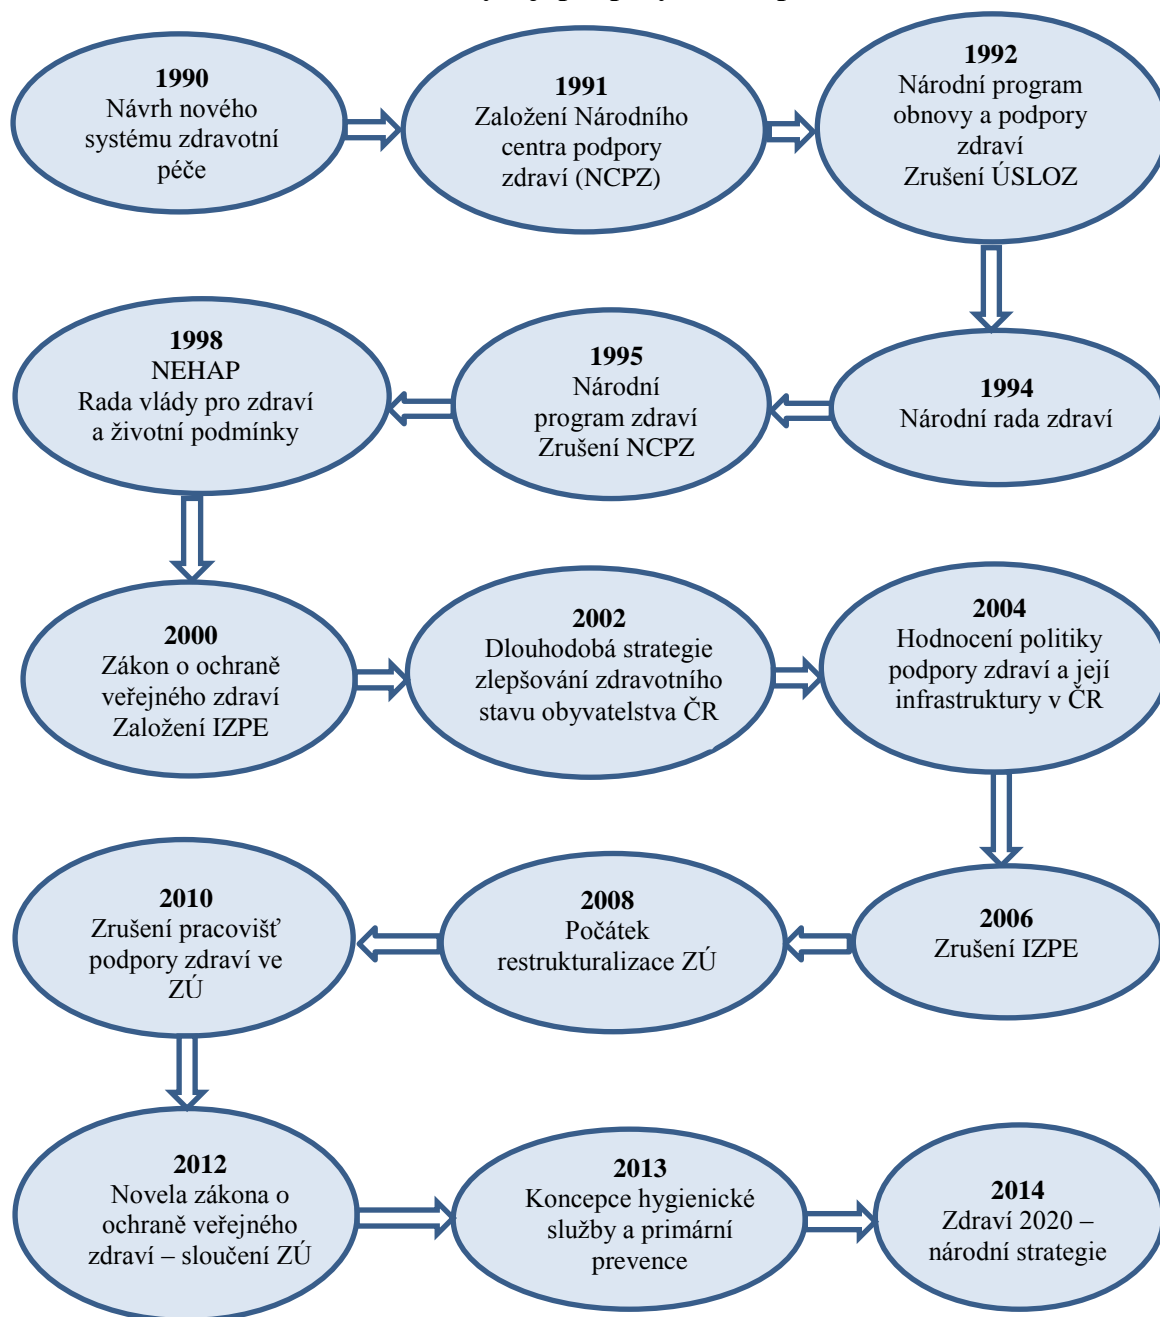 1990
Návrh nového
systému zdravotní
péče
1991
Založení Národního
centra podpory
zdraví (NCPZ)
1992
Národní program
obnovy a podpory
zdraví
Zrušení ÚSLOZ
1994
Národní rada zdraví
1995
Národní
program zdraví
Zrušení NCPZ
1998
NEHAP
Rada vlády pro zdraví
a životní podmínky
2000
Zákon o ochraně
veřejného zdraví
Založení IZPE
2002
Dlouhodobá strategie
zlepšování zdravotního
stavu obyvatelstva ČR
2004
Hodnocení politiky
podpory zdraví a její
infrastruktury v ČR
2006
Zrušení IZPE
2008
Počátek
restrukturalizace ZÚ
2010
Zrušení pracovišť
podpory zdraví ve
ZÚ
2012
Novela zákona o
ochraně veřejného
zdraví – sloučení ZÚ
2013
Koncepce hygienické
služby a primární
prevence
2014
Zdraví 2020 –
národní strategie